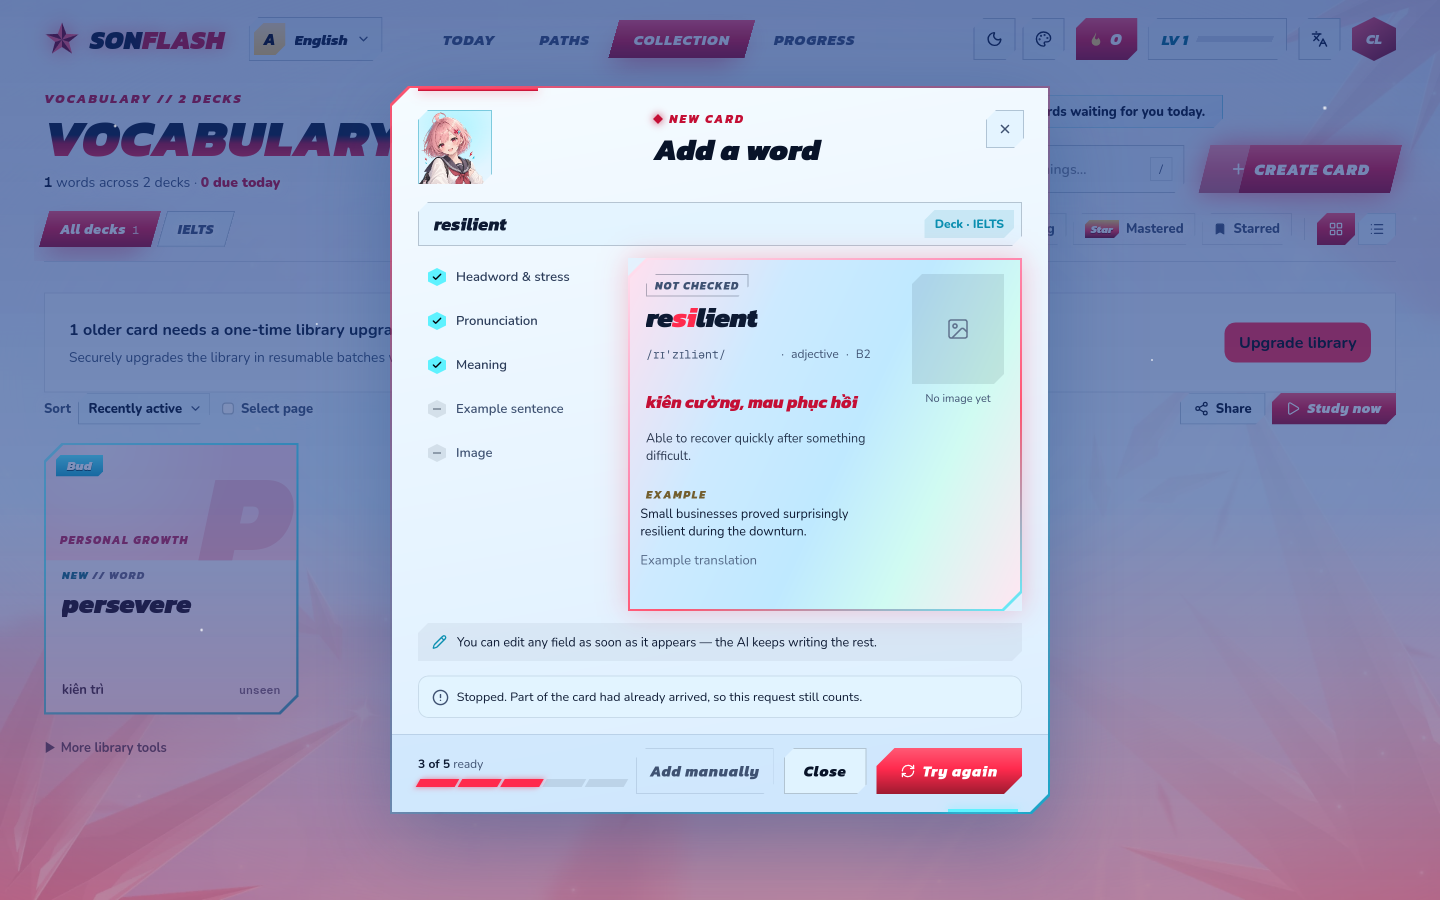 SONFLASH
A English
TODAY
PATHS
COLLECTION
PROGRESS
0
LV 1
CL
VOCABULARY // 2 DECKS
VOCABULARY
1 words across 2 decks · 0 due today
rds waiting for you today.
ings...
/
+ CREATE CARD
All decks 1
IELTS
g
Star Mastered
Starred
1 older card needs a one-time library upgra
Securely upgrades the library in resumable batches
Upgrade library
Sort
Recently active
Select page
Share
Study now
Bud
P
PERSONAL GROWTH
NEW // WORD
persevere
kiên trì
unseen
More library tools
NEW CARD
Add a word
resilient
Deck · IELTS
Headword & stress
Pronunciation
Meaning
Example sentence
Image
NOT CHECKED
resilient
/rɪˈzɪliənt/ · adjective · B2
No image yet
kiên cường, mau phục hồi
Able to recover quickly after something
difficult.
EXAMPLE
Small businesses proved surprisingly
resilient during the downturn.
Example translation
You can edit any field as soon as it appears — the AI keeps writing the rest.
Stopped. Part of the card had already arrived, so this request still counts.
3 of 5 ready
Add manually
Close
Try again